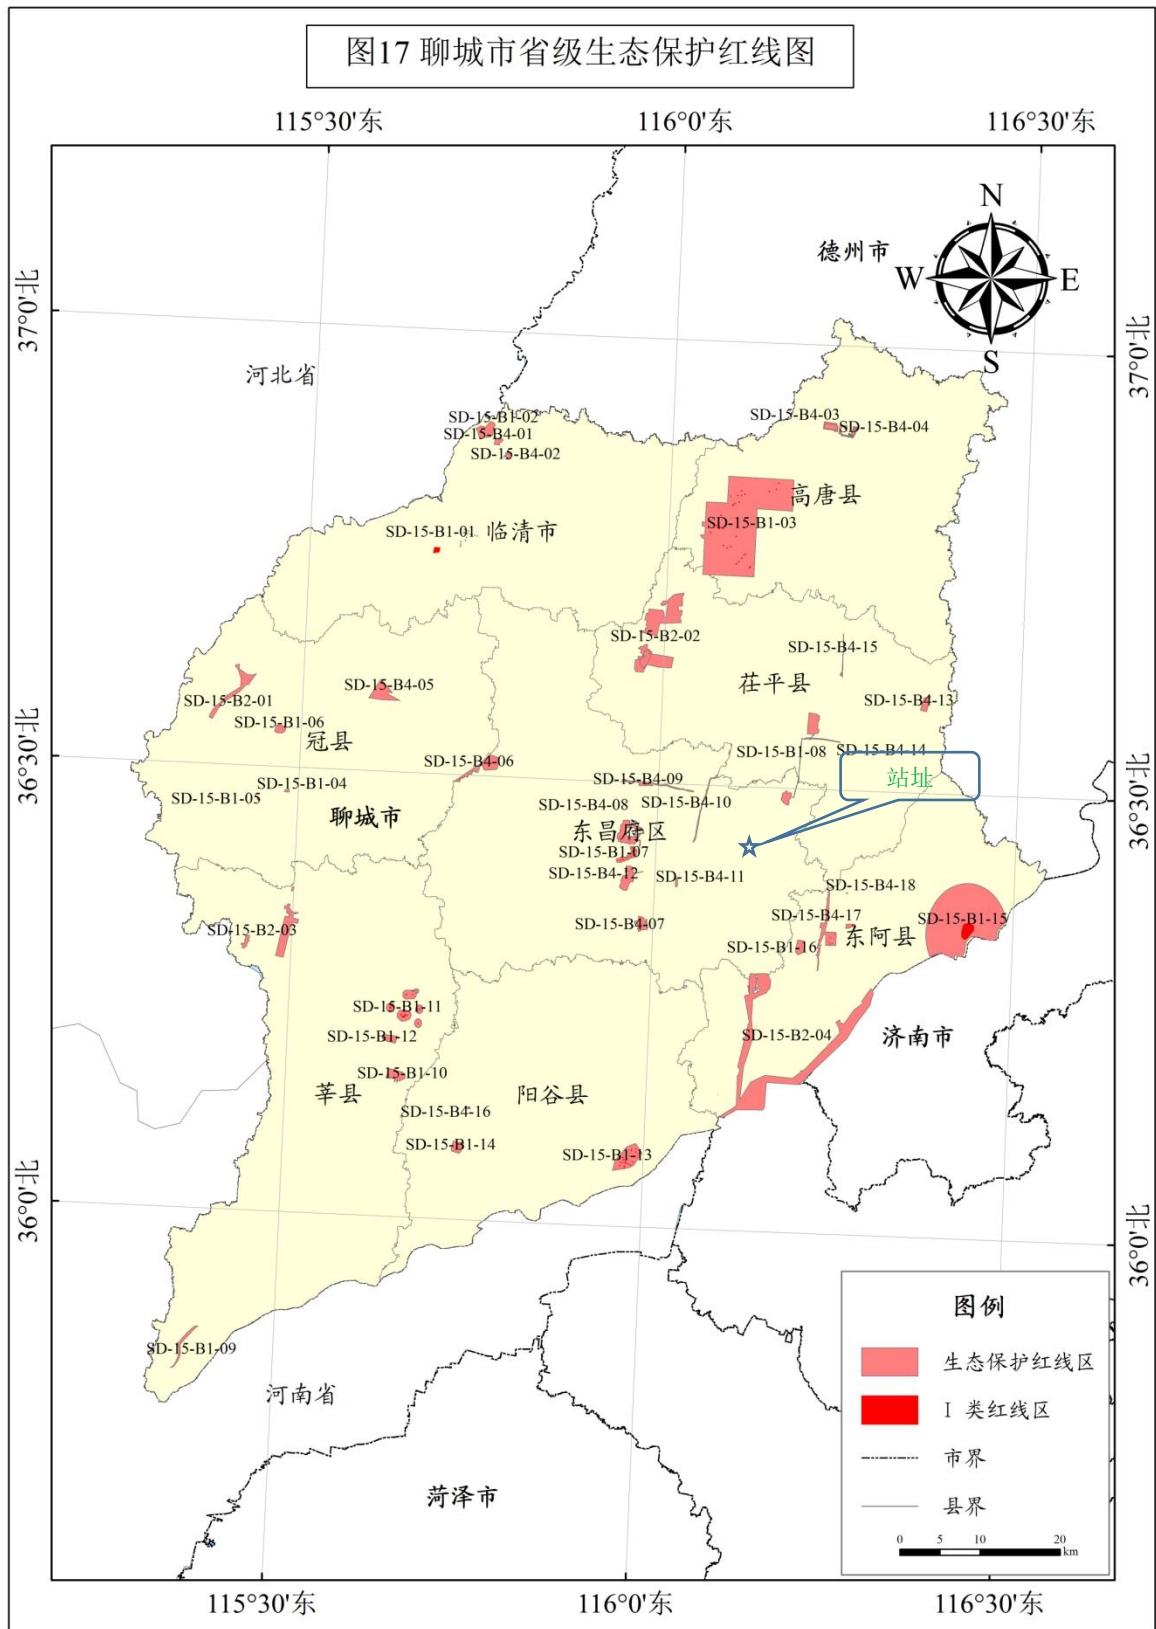 图17 聊城市省级生态保护红线图
115°30'东
116°0'东
116°30'东
N
德州市
W
E
S
37°0'北
37°0'北
河北省
SD-15-B1-02
SD-15-B4-01
SD-15-B4-02
SD-15-B4-03
SD-15-B4-04
高唐县
SD-15-B1-03
SD-15-B1-01
临清市
SD-15-B2-02
SD-15-B4-15
茌平县
SD-15-B4-05
SD-15-B2-01
SD-15-B4-13
SD-15-B1-06
冠县
36°30'北
SD-15-B1-08
SD-15-B4-14
SD-15-B4-06
站址
SD-15-B4-09
SD-15-B1-04
SD-15-B1-05
SD-15-B4-08
SD-15-B4-10
36°30'北
聊城市
东昌府区
SD-15-B1-07
SD-15-B4-12
SD-15-B4-11
SD-15-B4-18
SD-15-B4-07
SD-15-B4-17
SD-15-B1-15
SD-15-B2-03
东阿县
SD-15-B1-16
SD-15-B1-11
SD-15-B1-12
SD-15-B2-04
济南市
SD-15-B1-10
莘县
阳谷县
SD-15-B4-16
SD-15-B1-14
SD-15-B1-13
36°0'北
36°0'北
图例
SD-15-B1-09
生态保护红线区
河南省
I 类红线区
市界
菏泽市
县界
0 5 10 20
km
115°30'东
116°0'东
116°30'东